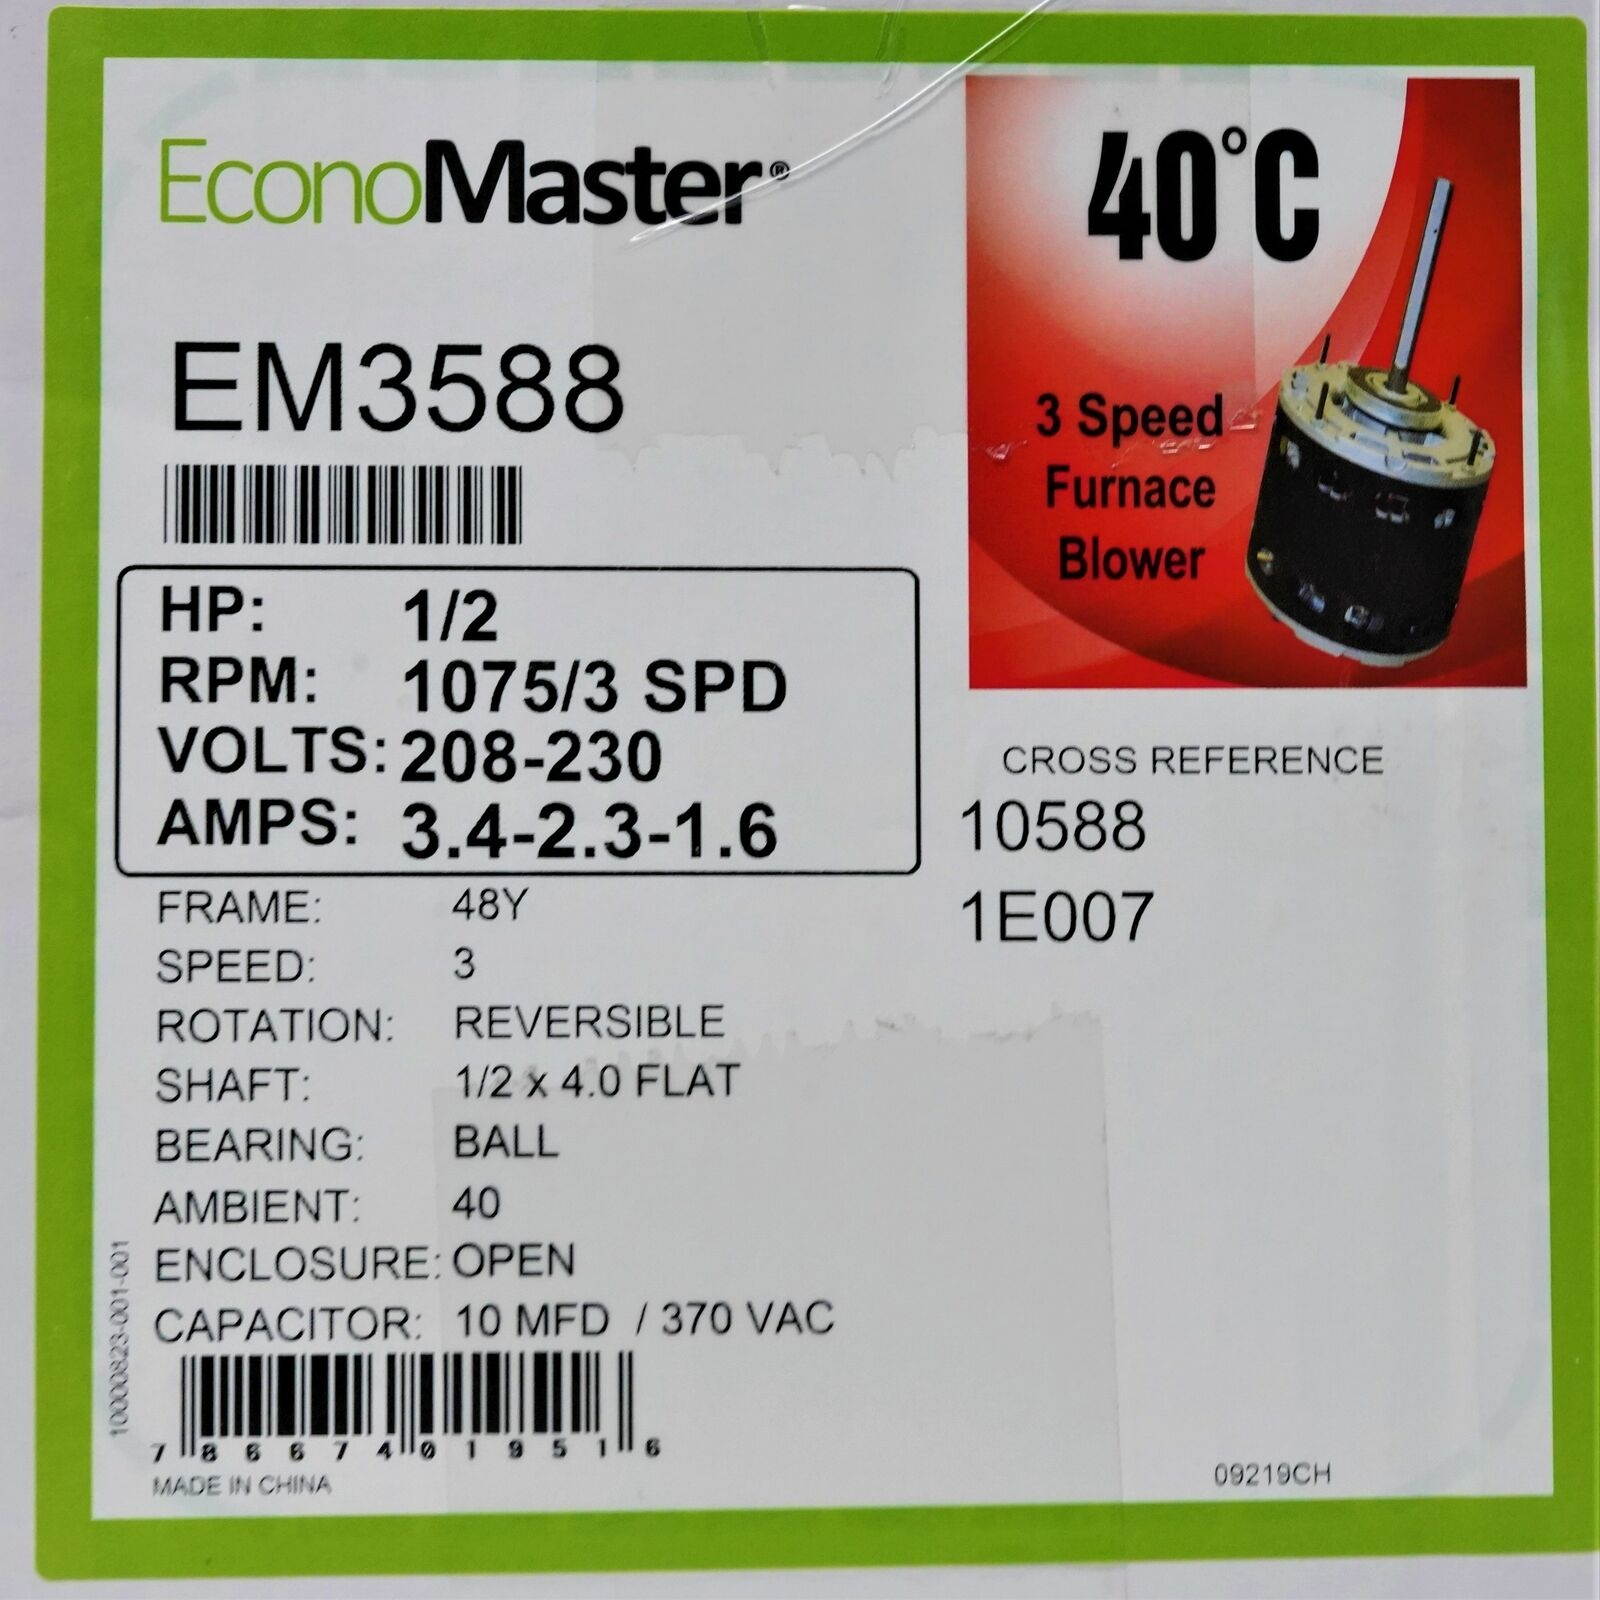 EconoMaster®
40°C
EM3588
3 Speed
Furnace
Blower
HP: 1/2
RPM: 1075/3 SPD
VOLTS: 208-230
AMPS: 3.4-2.3-1.6
CROSS REFERENCE
10588
1E007
FRAME: 48Y
SPEED: 3
ROTATION: REVERSIBLE
SHAFT: 1/2 x 4.0 FLAT
BEARING: BALL
AMBIENT: 40
ENCLOSURE: OPEN
CAPACITOR: 10 MFD / 370 VAC
10000823-001-001
7 86674 01951 6
MADE IN CHINA
09219CH